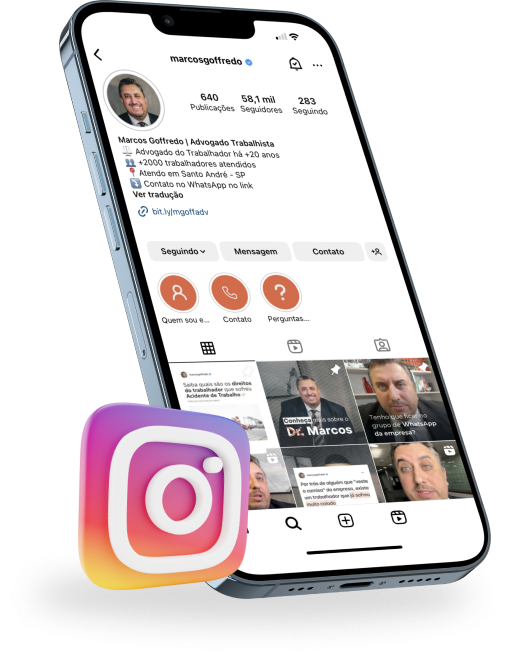 marcosgoffredo
640
58,1 mil
283
Publicações
Seguidores
Seguindo
Marcos Goffredo | Advogado Trabalhista
Advogado do Trabalhador há +20 anos
+2000 trabalhadores atendidos
Atendo em Santo André - SP
Contato no WhatsApp no link
Ver tradução
bit.ly/mgoffadv
Seguindo
Mensagem
Contato
Quem sou e...
Contato
Perguntas...
Saiba quais são os direitos
do trabalhador que sofreu
Acidente de Trabalho
Conheça mais sobre o
Dr. Marcos
Tenho que ficar no
grupo de WhatsApp
da empresa?
Por trás de alguém que "veste
a camisa" da empresa, existe
um trabalhador que já sofreu
muito calado